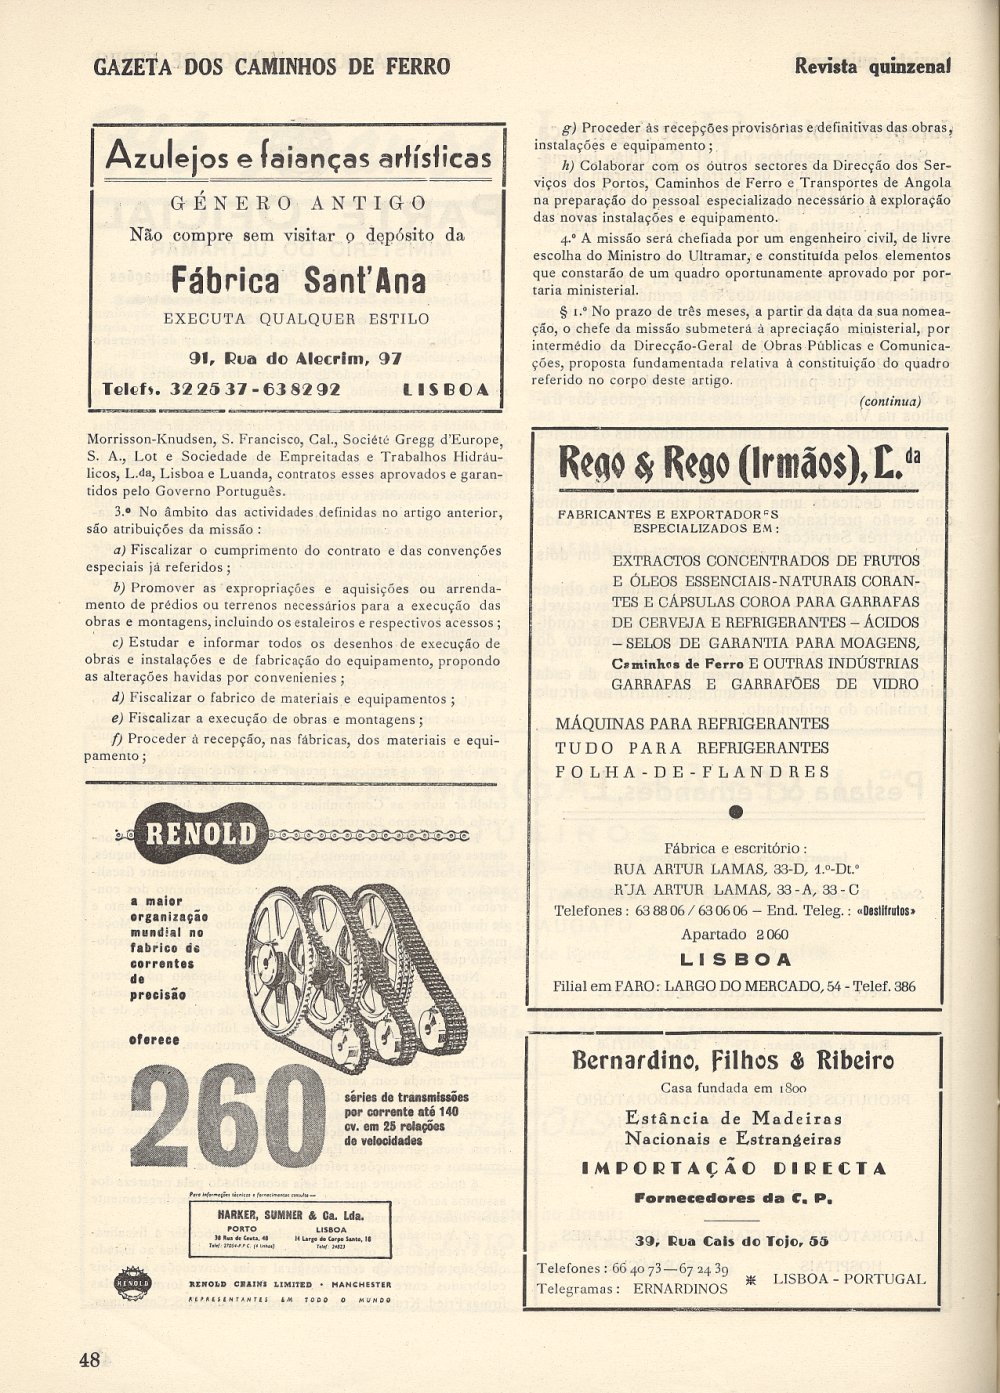 GAZETA DOS CAMINHOS DE FERRO
Revista quinzenal
Azulejos e faianças artísticas
GÉNERO ANTIGO
Não compre sem visitar o depósito da
Fábrica Sant'Ana
EXECUTA QUALQUER ESTILO
91, Rua do Alecrim, 97
Telefs. 322537-638292 LISBOA
Morrisson-Knudsen, S. Francisco, Cal., Société Gregg d'Europe,
S. A., Lot e Sociedade de Empreitadas e Trabalhos Hidráu-
licos, L.da, Lisboa e Luanda, contratos esses aprovados e garan-
tidos pelo Governo Português.
3.º No âmbito das actividades definidas no artigo anterior,
são atribuições da missão :
a) Fiscalizar o cumprimento do contrato e das convenções
especiais já referidos ;
b) Promover as expropriações e aquisições ou arrenda-
mento de prédios ou terrenos necessários para a execução das
obras e montagens, incluindo os estaleiros e respectivos acessos ;
c) Estudar e informar todos os desenhos de execução de
obras e instalações e de fabricação do equipamento, propondo
as alterações havidas por convenientes ;
d) Fiscalizar o fabrico de materiais e equipamentos ;
e) Fiscalizar a execução de obras e montagens ;
f) Proceder à recepção, nas fábricas, dos materiais e equi-
pamento ;
RENOLD
a maior
organização
mundial no
fabrico de
correntes
de
precisão
oferece
260
séries de transmissões
por corrente até 140
cv. em 25 relações
de velocidades
Para informações técnicas e fornecimentos consulte —
HARKER, SUMNER & Ca. Lda.
PORTO LISBOA
38 Rua de Ceuta, 48 14 Largo do Corpo Santo, 18
RENOLD
RENOLD CHAINS LIMITED · MANCHESTER
REPRESENTANTES EM TODO O MUNDO
g) Proceder às recepções provisórias e definitivas das obras,
instalações e equipamento ;
h) Colaborar com os outros sectores da Direcção dos Ser-
viços dos Portos, Caminhos de Ferro e Transportes de Angola
na preparação do pessoal especializado necessário à exploração
das novas instalações e equipamento.
4.º A missão será chefiada por um engenheiro civil, de livre
escolha do Ministro do Ultramar, e constituída pelos elementos
que constarão de um quadro oportunamente aprovado por por-
taria ministerial.
§ 1.º No prazo de três meses, a partir da data da sua nomea-
ção, o chefe da missão submeterá à apreciação ministerial, por
intermédio da Direcção-Geral de Obras Públicas e Comunica-
ções, proposta fundamentada relativa à constituição do quadro
referido no corpo deste artigo.
(continua)
Rego & Rego (Irmãos), L.da
FABRICANTES E EXPORTADORES
ESPECIALIZADOS EM :
EXTRACTOS CONCENTRADOS DE FRUTOS
E ÓLEOS ESSENCIAIS-NATURAIS CORAN-
TES E CÁPSULAS COROA PARA GARRAFAS
DE CERVEJA E REFRIGERANTES – ÁCIDOS
– SELOS DE GARANTIA PARA MOAGENS,
Caminhos de Ferro E OUTRAS INDÚSTRIAS
GARRAFAS E GARRAFÕES DE VIDRO
MÁQUINAS PARA REFRIGERANTES
TUDO PARA REFRIGERANTES
FOLHA-DE-FLANDRES
Fábrica e escritório :
RUA ARTUR LAMAS, 33-D, 1.º-Dt.º
RUA ARTUR LAMAS, 33-A, 33-C
Telefones : 63 88 06 / 63 06 06 – End. Teleg. : «Deslifrutos»
Apartado 2060
LISBOA
Filial em FARO : LARGO DO MERCADO, 54 - Telef. 386
Bernardino, Filhos & Ribeiro
Casa fundada em 1800
Estância de Madeiras
Nacionais e Estrangeiras
IMPORTAÇÃO DIRECTA
Fornecedores da C. P.
39, Rua Cais do Tojo, 55
Telefones : 66 40 73 — 67 24 39
Telegramas : ERNARDINOS
* LISBOA - PORTUGAL
48